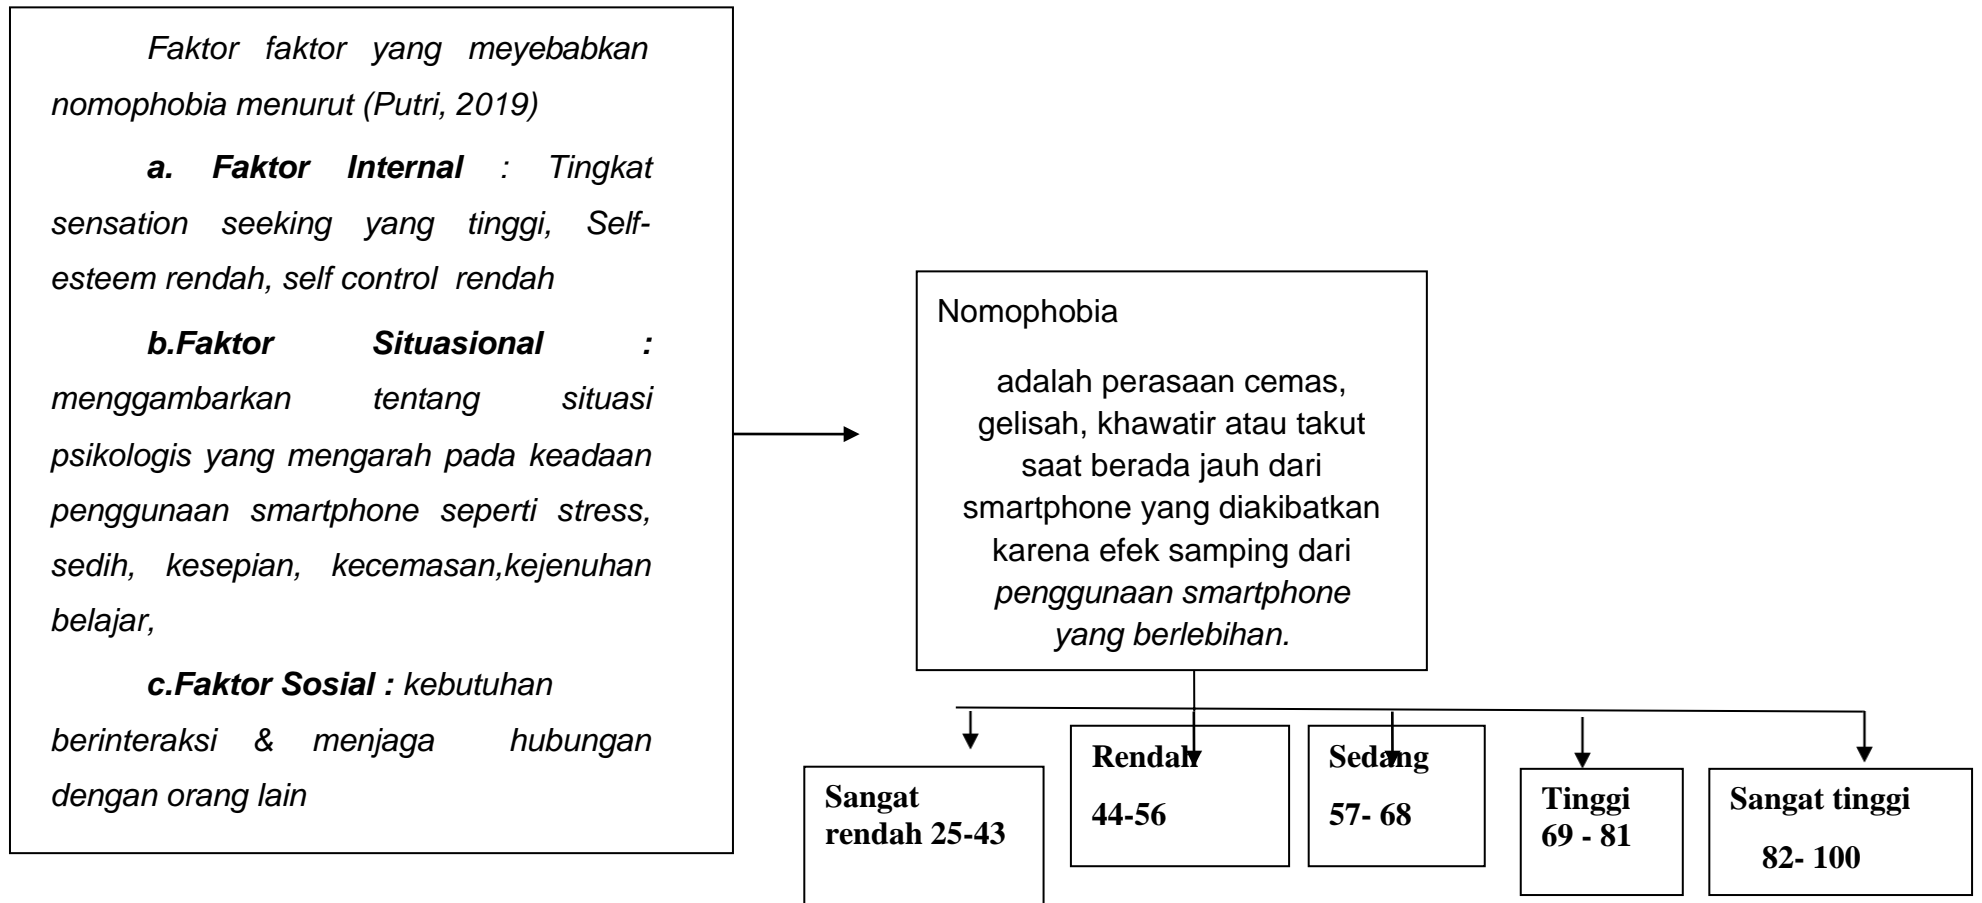 Faktor faktor yang meyebabkan
nomophobia menurut (Putri, 2019)
a. Faktor Internal : Tingkat
sensation seeking yang tinggi, Self-
esteem rendah, self control rendah
b.Faktor Situasional :
menggambarkan tentang situasi
psikologis yang mengarah pada keadaan
penggunaan smartphone seperti stress,
sedih, kesepian, kecemasan,kejenuhan
belajar,
c.Faktor Sosial : kebutuhan
berinteraksi & menjaga hubungan
dengan orang lain
Nomophobia
adalah perasaan cemas,
gelisah, khawatir atau takut
saat berada jauh dari
smartphone yang diakibatkan
karena efek samping dari
penggunaan smartphone
yang berlebihan.
Sangat
rendah 25-43
Rendah
44-56
Sedang
57- 68
Tinggi
69 - 81
Sangat tinggi
82- 100